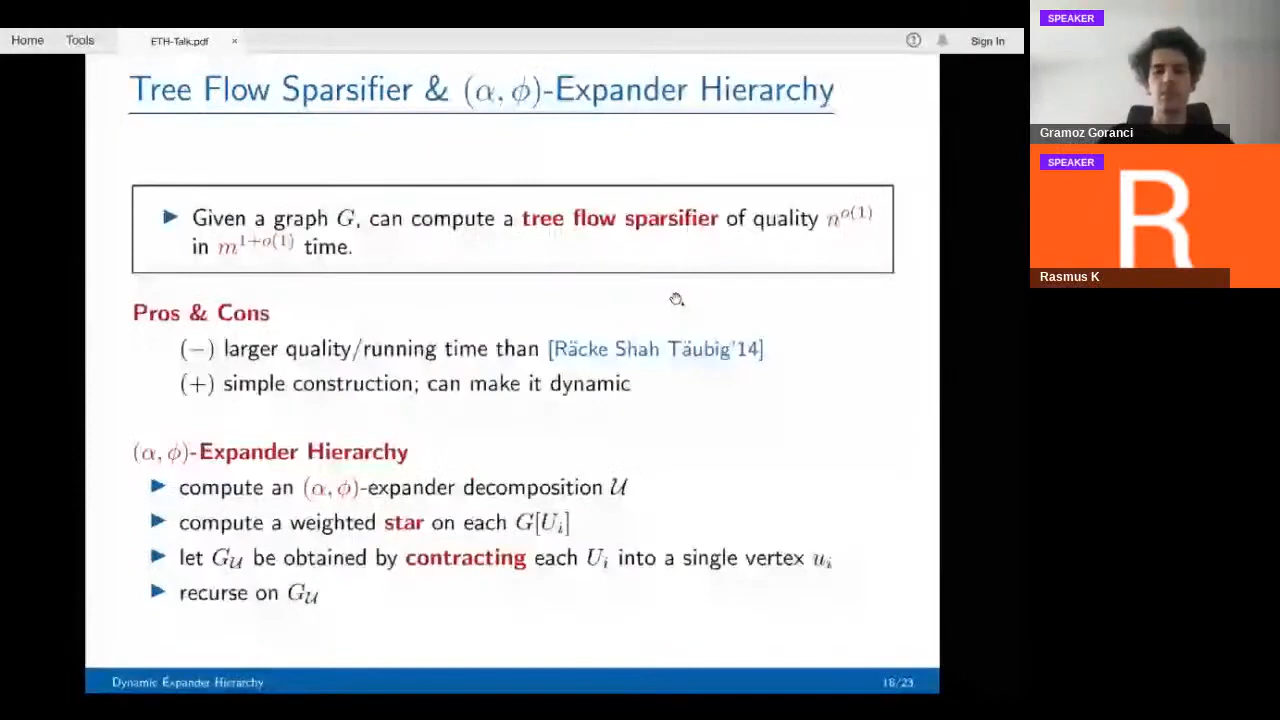 SPEAKER
Home Tools ETH-Talk.pdf × ? Sign In
Tree Flow Sparsifier & (α, ϕ)-Expander Hierarchy
Gramoz Goranci
SPEAKER
R
Rasmus K
▶ Given a graph G, can compute a tree flow sparsifier of quality n^{o(1)}
in m^{1+o(1)} time.
Pros & Cons
(−) larger quality/running time than [Räcke Shah Täubig'14]
(+) simple construction; can make it dynamic
(α, ϕ)-Expander Hierarchy
▶ compute an (α, ϕ)-expander decomposition 𝒰
▶ compute a weighted star on each G[U_i]
▶ let G_𝒰 be obtained by contracting each U_i into a single vertex u_i
▶ recurse on G_𝒰
Dynamic Expander Hierarchy 18/23